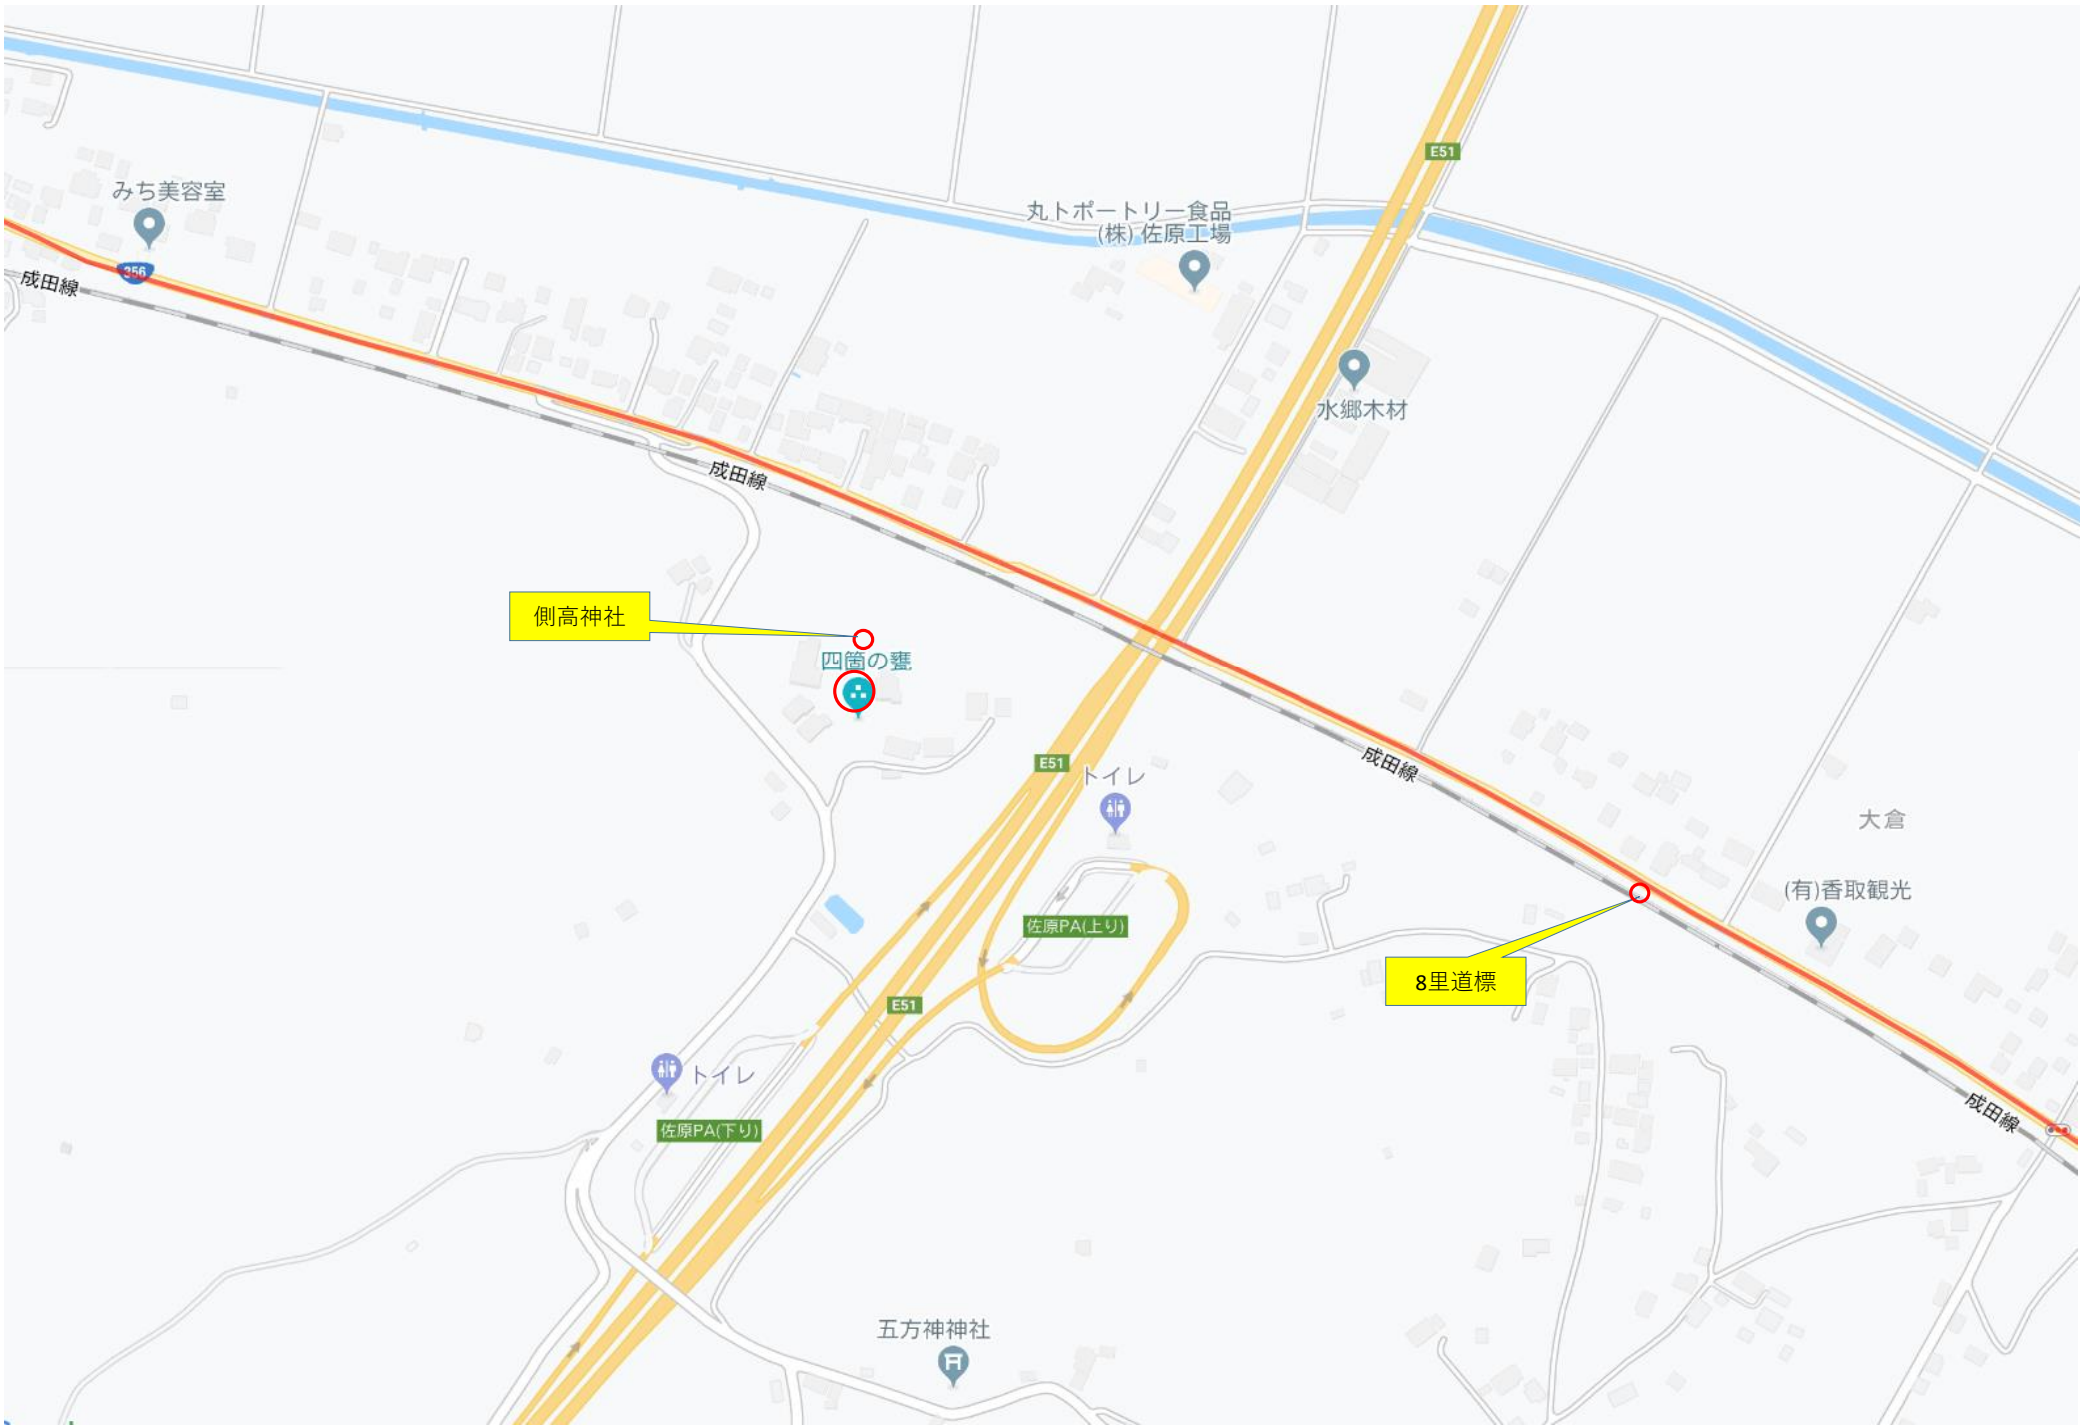 E51
みち美容室
丸トポートリー食品
(株) 佐原工場
356
成田線
水郷木材
成田線
側高神社
四箇の甕
E51
トイレ
成田線
大倉
(有)香取観光
佐原PA(上り)
8里道標
E51
トイレ
佐原PA(下り)
成田線
五方神神社